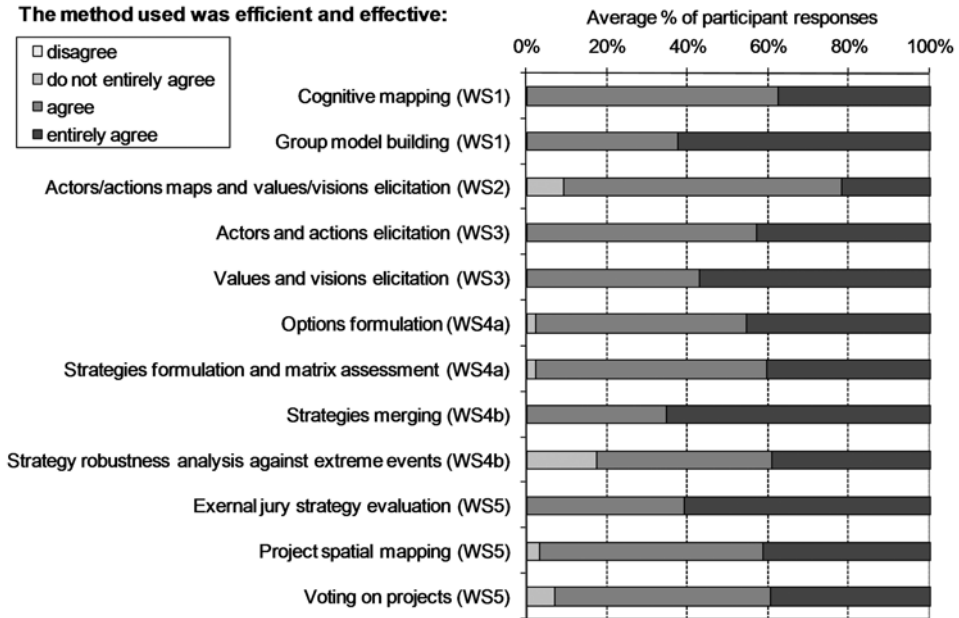 The method used was efficient and effective:
disagree
do not entirely agree
agree
entirely agree
Average % of participant responses
0% 20% 40% 60% 80% 100%
Cognitive mapping (WS1)
Group model building (WS1)
Actors/actions maps and values/visions elicitation (WS2)
Actors and actions elicitation (WS3)
Values and visions elicitation (WS3)
Options formulation (WS4a)
Strategies formulation and matrix assessment (WS4a)
Strategies merging (WS4b)
Strategy robustness analysis against extreme events (WS4b)
Exernal jury strategy evaluation (WS5)
Project spatial mapping (WS5)
Voting on projects (WS5)